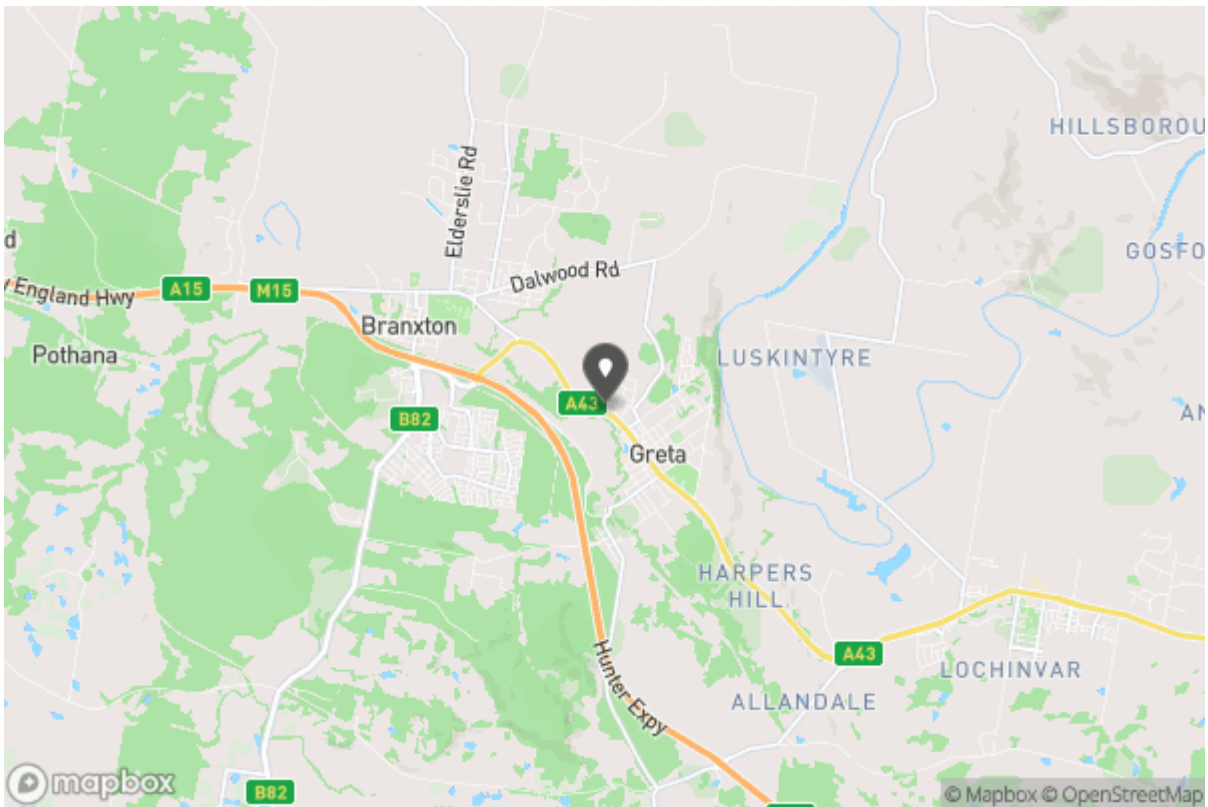 HILLSBOROU
Elderslie Rd
d
GOSFO
Dalwood Rd
y England Hwy
A15
M15
Branxton
Pothana
LUSKINTYRE
A43
B82
AN
Greta
HARPERS
HILL
A43
LOCHINVAR
Hunter Expy
ALLANDALE
B82
mapbox
© Mapbox © OpenStreetMap